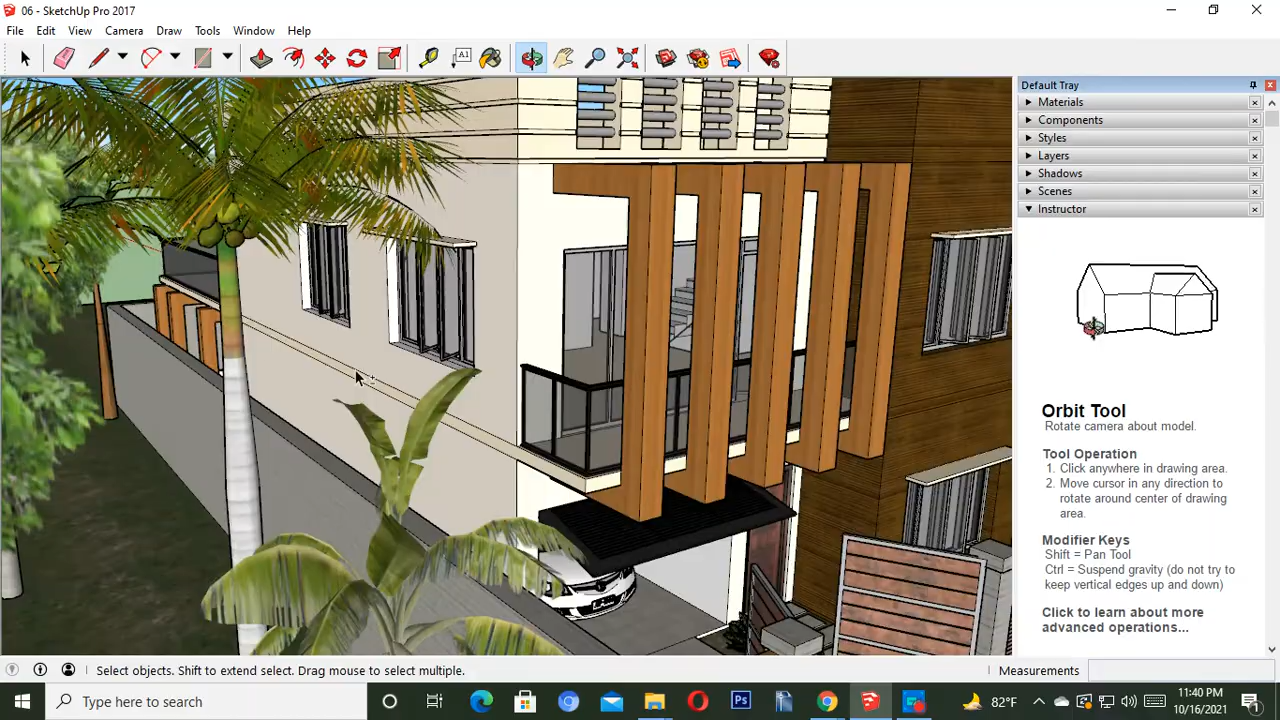 06 - SketchUp Pro 2017
File Edit View Camera Draw Tools Window Help
A1
Default Tray
Materials
Components
Styles
Layers
Shadows
Scenes
Instructor
Orbit Tool
Rotate camera about model.
Tool Operation
1. Click anywhere in drawing area.
2. Move cursor in any direction to
rotate around center of drawing
area.
Modifier Keys
Shift = Pan Tool
Ctrl = Suspend gravity (do not try to
keep vertical edges up and down)
Click to learn about more
advanced operations...
Select objects. Shift to extend select. Drag mouse to select multiple.
Measurements
Type here to search
Ps
82°F
11:40 PM
10/16/2021
1